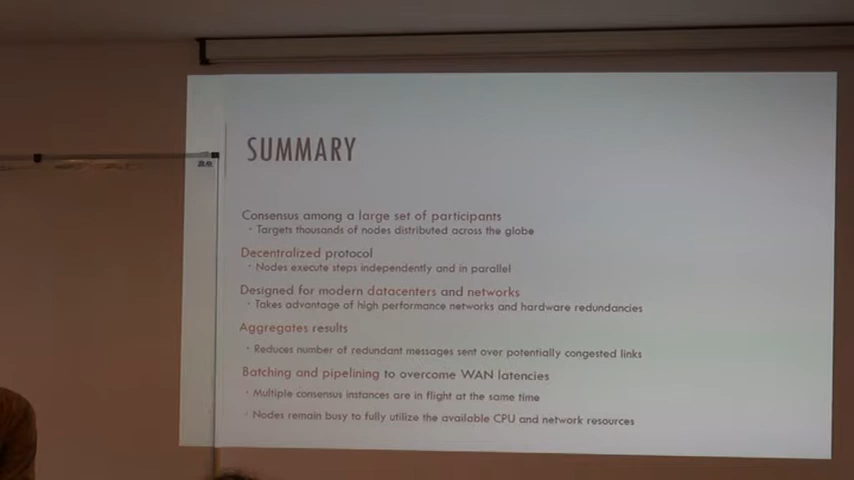 SUMMARY
Consensus among a large set of participants
• Targets thousands of nodes distributed across the globe
Decentralized protocol
• Nodes execute steps independently and in parallel
Designed for modern datacenters and networks
• Takes advantage of high performance networks and hardware redundancies
Aggregates results
• Reduces number of redundant messages sent over potentially congested links
Batching and pipelining to overcome WAN latencies
• Multiple consensus instances are in flight at the same time
• Nodes remain busy to fully utilize the available CPU and network resources